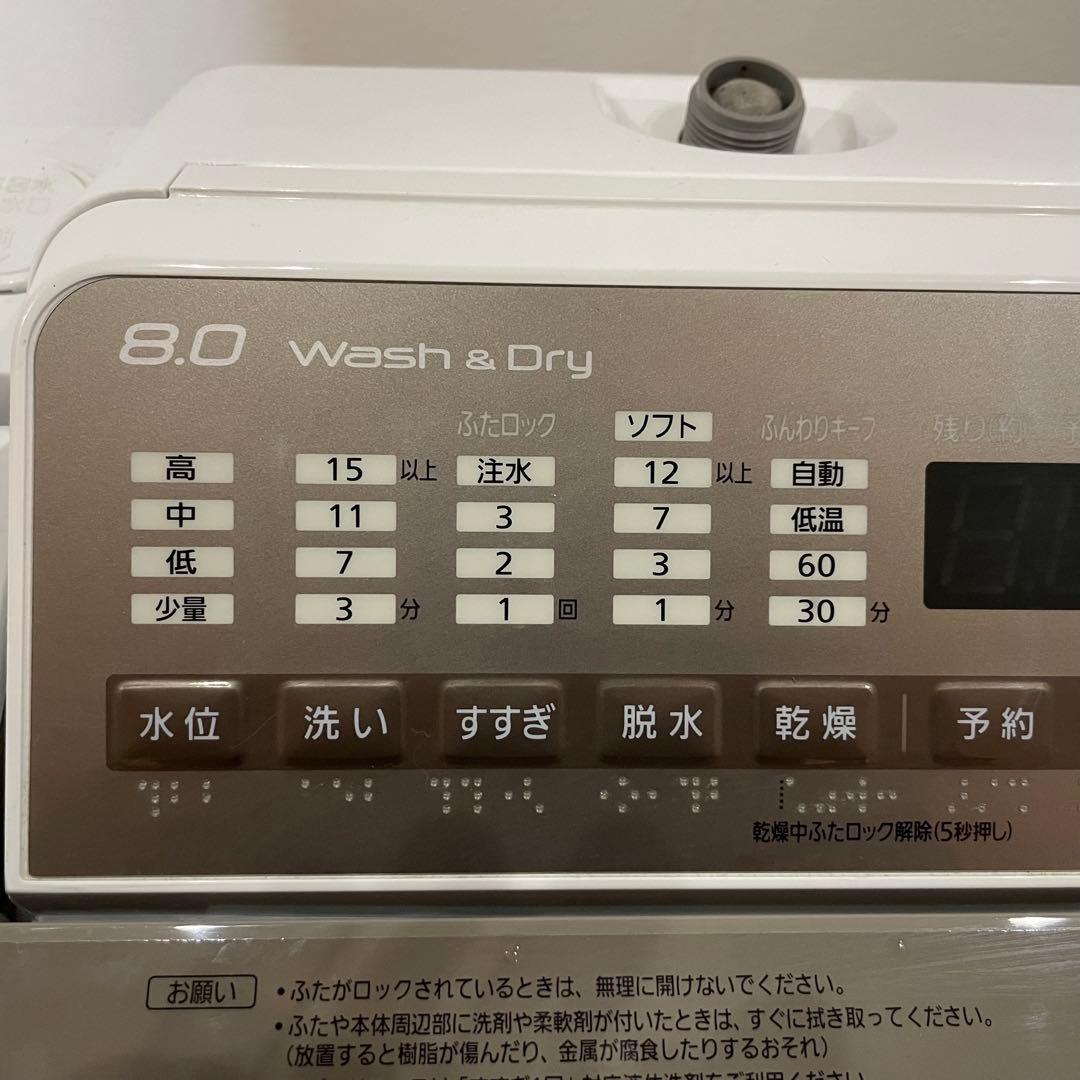 8.0 Wash & Dry
ふたロック ソフト ふんわりキープ 残り(約)
高 15 以上 注水 12 以上 自動
中 11 3 7 低温
低 7 2 3 60
少量 3 分 1 回 1 分 30 分
水位 洗い すすぎ 脱水 乾燥 予約
乾燥中ふたロック解除(5秒押し)
お願い ・ふたがロックされているときは、無理に開けないでください。
・ふたや本体周辺部に洗剤や柔軟剤が付いたときは、すぐに拭き取ってください。
(放置すると樹脂が傷んだり、金属が腐食したりするおそれ)